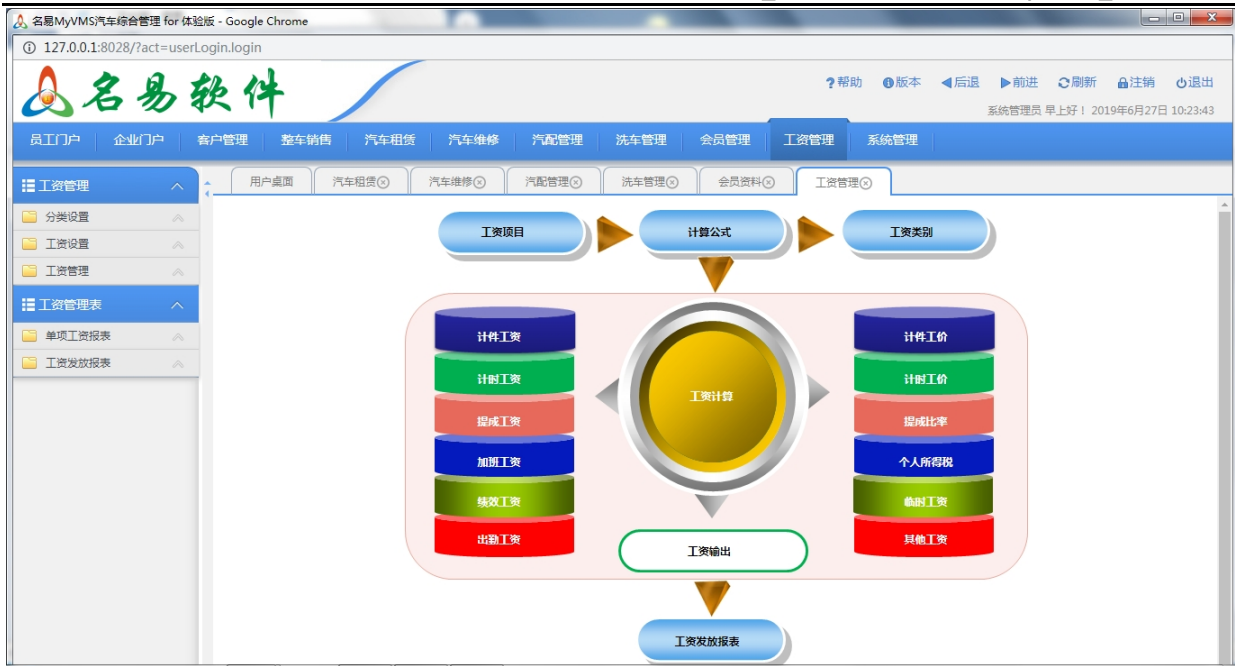 名易MyVMS汽车综合管理 for 体验版 - Google Chrome
127.0.0.1:8028/?act=userLogin.login
名易软件
帮助 版本 后退 前进 刷新 注销 退出
系统管理员 早上好！ 2019年6月27日 10:23:43
员工门户 企业门户 客户管理 整车销售 汽车租赁 汽车维修 汽配管理 洗车管理 会员管理 工资管理 系统管理
工资管理
分类设置
工资设置
工资管理
工资管理表
单项工资报表
工资发放报表
用户桌面 汽车租赁 汽车维修 汽配管理 洗车管理 会员资料 工资管理
工资项目 计算公式 工资类别
计件工资
计时工资
提成工资
加班工资
绩效工资
出勤工资
工资计算
计件工价
计时工价
提成比率
个人所得税
临时工资
其他工资
工资输出
工资发放报表